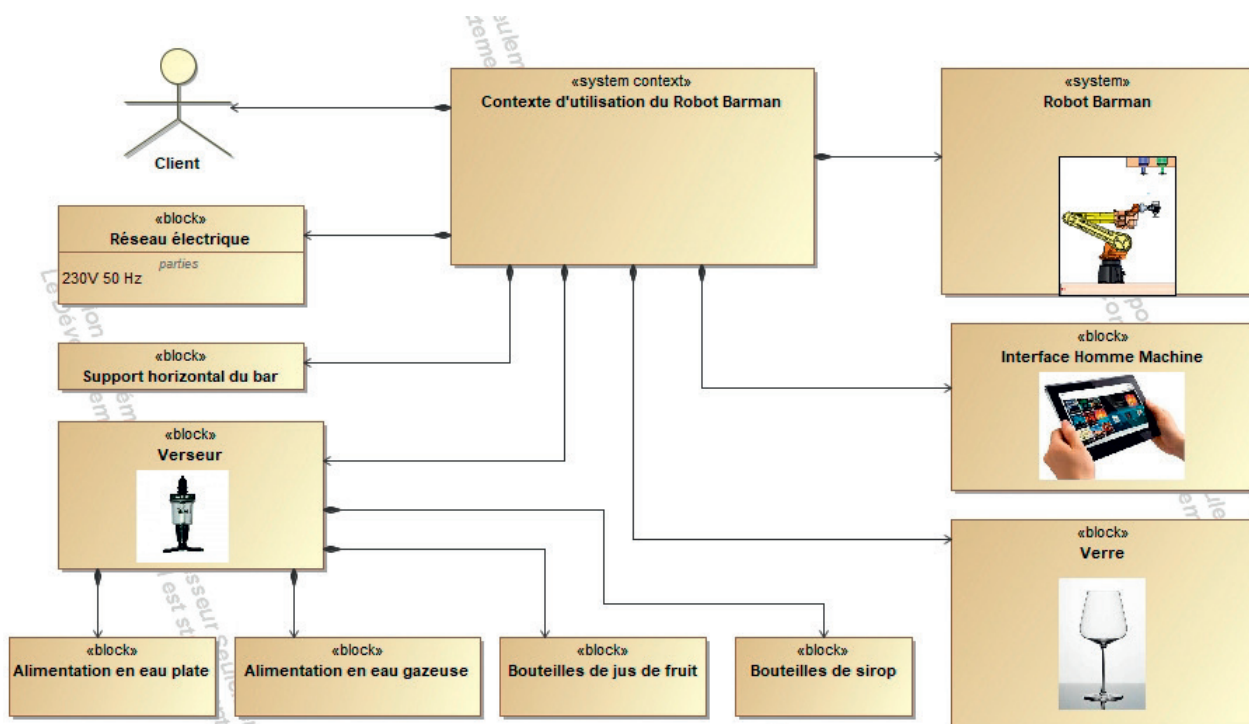 «system context»
Contexte d'utilisation du Robot Barman
«system»
Robot Barman
Client
«block»
Réseau électrique
parties
230V 50 Hz
«block»
Support horizontal du bar
«block»
Interface Homme Machine
«block»
Verseur
«block»
Verre
«block»
Alimentation en eau plate
«block»
Alimentation en eau gazeuse
«block»
Bouteilles de jus de fruit
«block»
Bouteilles de sirop